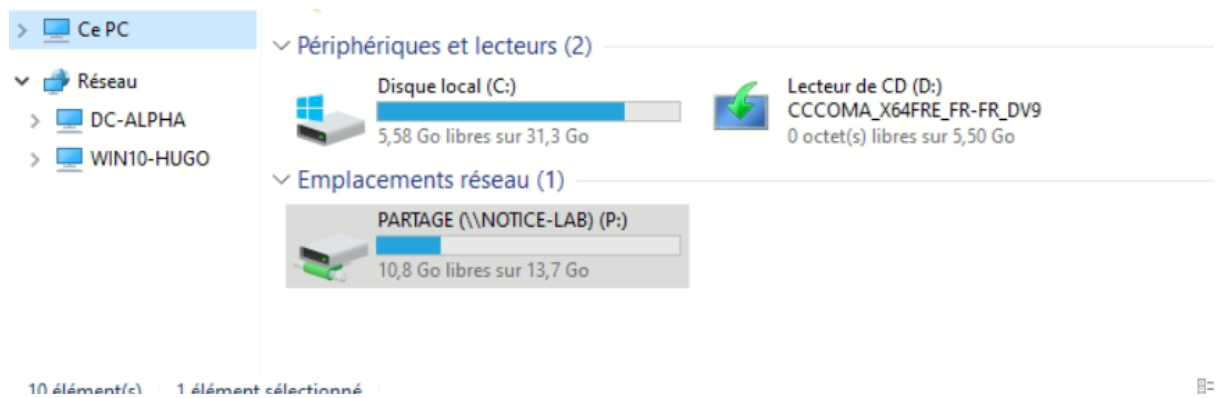 Ce PC
Réseau
DC-ALPHA
WIN10-HUGO
Périphériques et lecteurs (2)
Disque local (C:)
5,58 Go libres sur 31,3 Go
Lecteur de CD (D:)
CCCOMA_X64FRE_FR-FR_DV9
0 octet(s) libres sur 5,50 Go
Emplacements réseau (1)
PARTAGE (\\NOTICE-LAB) (P:)
10,8 Go libres sur 13,7 Go
10 élément(s) 1 élément sélectionné